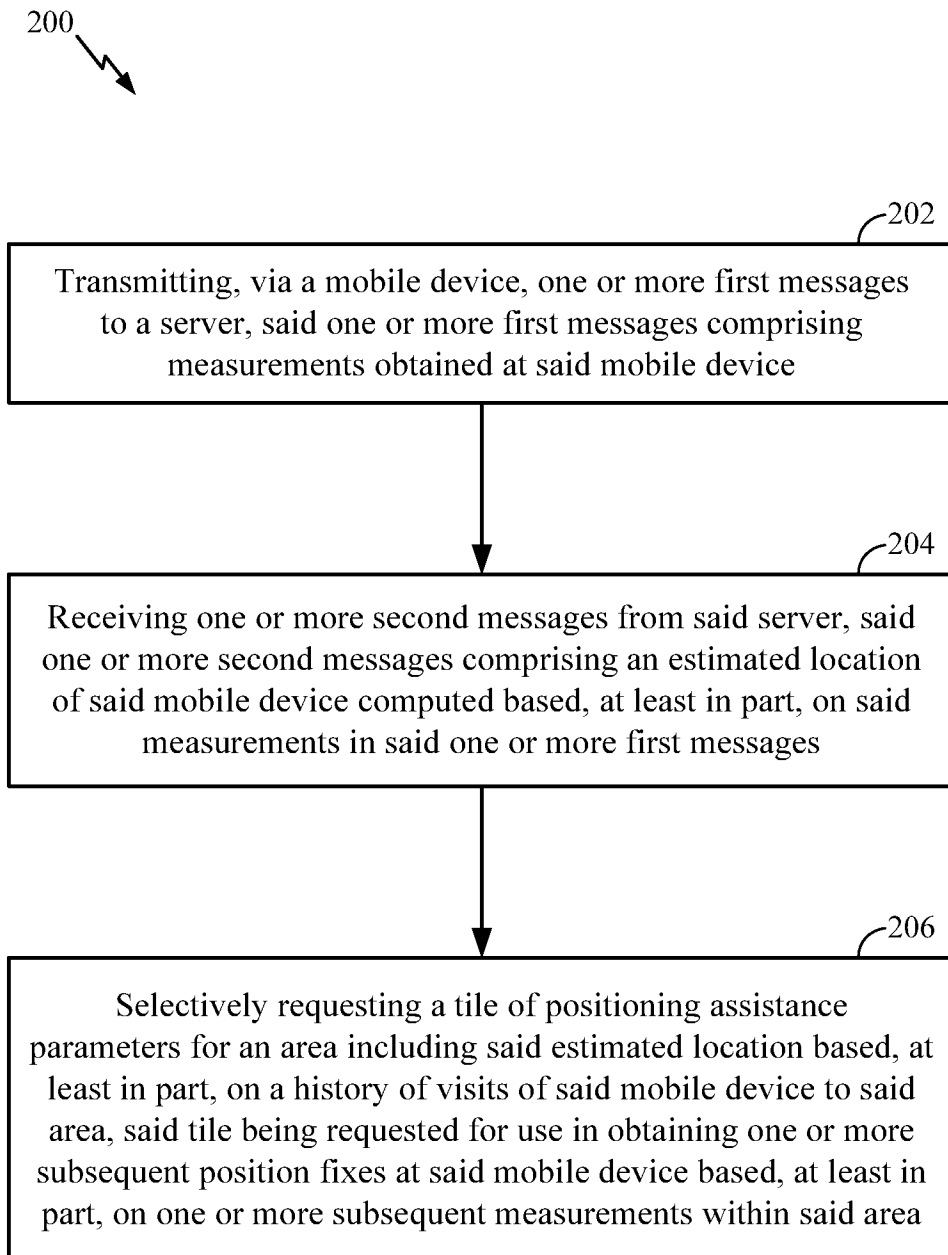 200
202
Transmitting, via a mobile device, one or more first messages
to a server, said one or more first messages comprising
measurements obtained at said mobile device
204
Receiving one or more second messages from said server, said
one or more second messages comprising an estimated location
of said mobile device computed based, at least in part, on said
measurements in said one or more first messages
206
Selectively requesting a tile of positioning assistance
parameters for an area including said estimated location based, at
least in part, on a history of visits of said mobile device to said
area, said tile being requested for use in obtaining one or more
subsequent position fixes at said mobile device based, at least in
part, on one or more subsequent measurements within said area